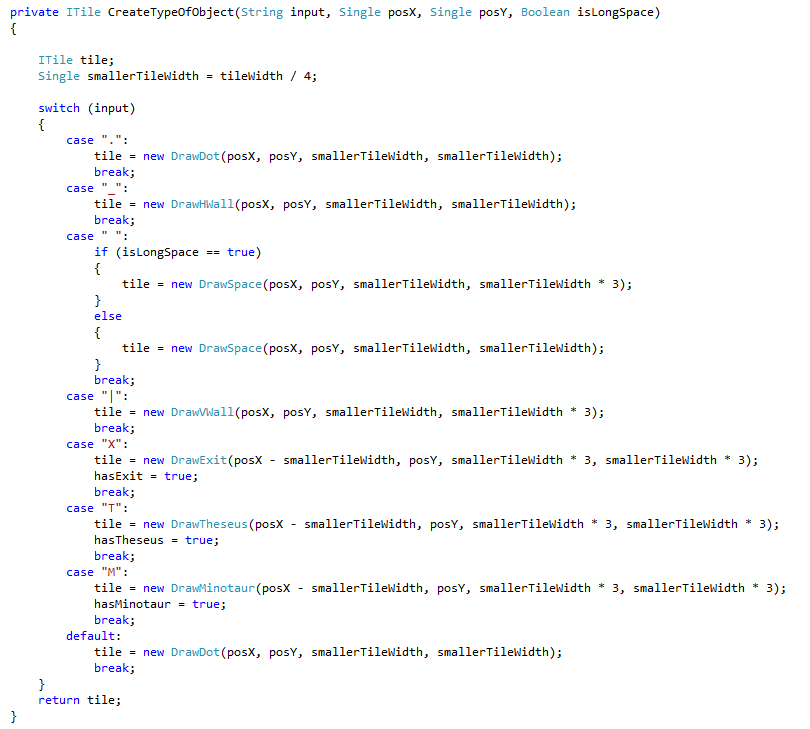 private ITile CreateTypeOfObject(String input, Single posX, Single posY, Boolean isLongSpace)
{
ITile tile;
Single smallerTileWidth = tileWidth / 4;
switch (input)
{
case ".":
tile = new DrawDot(posX, posY, smallerTileWidth, smallerTileWidth);
break;
case "_":
tile = new DrawHWall(posX, posY, smallerTileWidth, smallerTileWidth);
break;
case " ":
if (isLongSpace == true)
{
tile = new DrawSpace(posX, posY, smallerTileWidth, smallerTileWidth * 3);
}
else
{
tile = new DrawSpace(posX, posY, smallerTileWidth, smallerTileWidth);
}
break;
case "|":
tile = new DrawVWall(posX, posY, smallerTileWidth, smallerTileWidth * 3);
break;
case "X":
tile = new DrawExit(posX - smallerTileWidth, posY, smallerTileWidth * 3, smallerTileWidth * 3);
hasExit = true;
break;
case "T":
tile = new DrawTheseus(posX - smallerTileWidth, posY, smallerTileWidth * 3, smallerTileWidth * 3);
hasTheseus = true;
break;
case "M":
tile = new DrawMinotaur(posX - smallerTileWidth, posY, smallerTileWidth * 3, smallerTileWidth * 3);
hasMinotaur = true;
break;
default:
tile = new DrawDot(posX, posY, smallerTileWidth, smallerTileWidth);
break;
}
return tile;
}